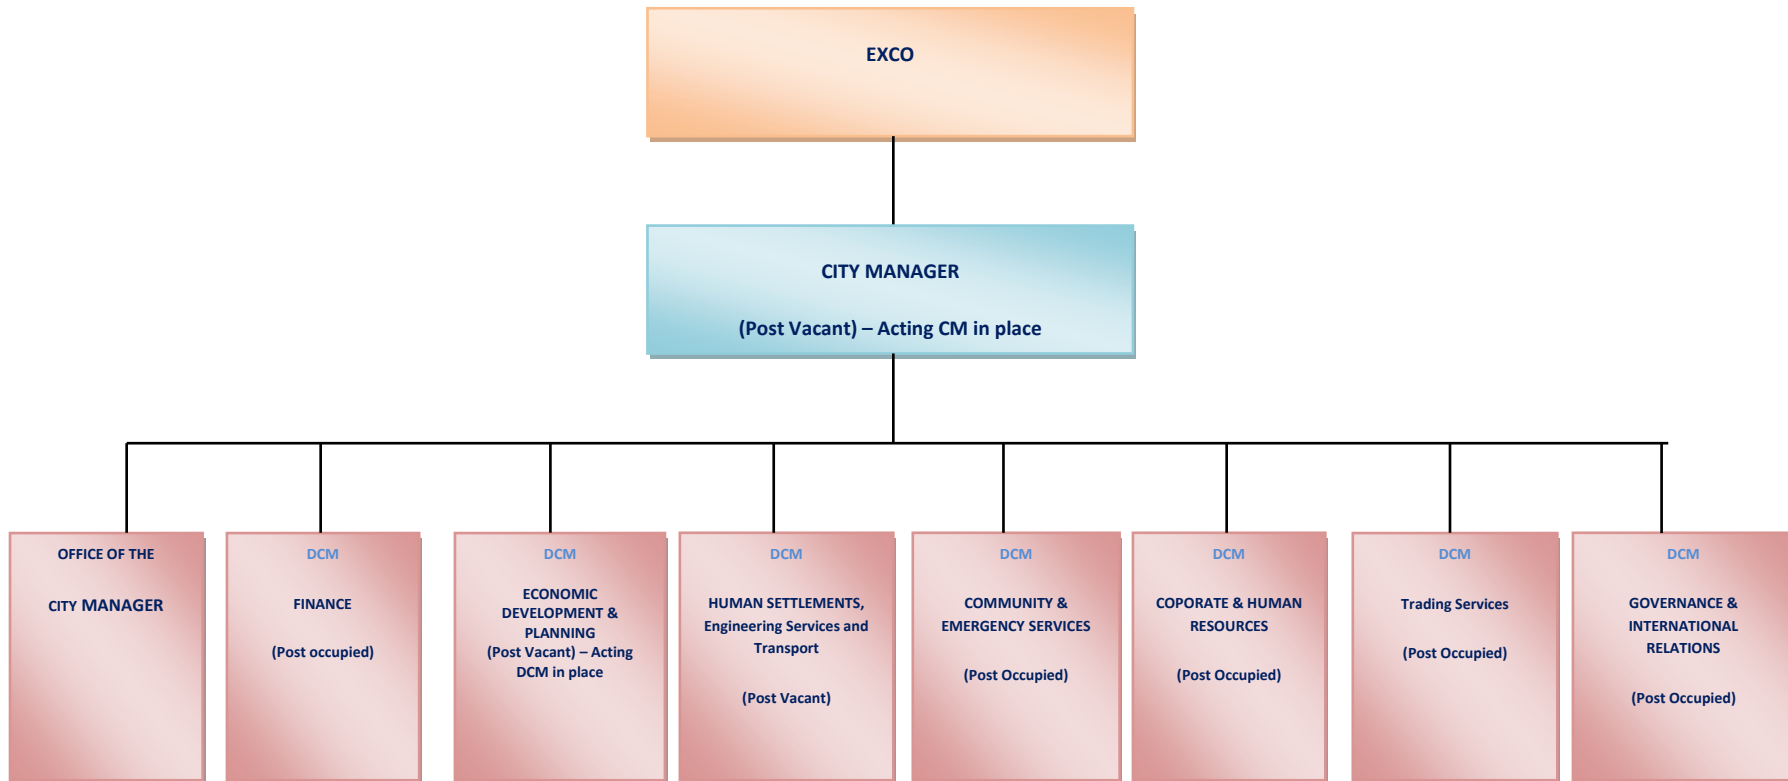 EXCO
CITY MANAGER
(Post Vacant) – Acting CM in place
OFFICE OF THE
CITY MANAGER
DCM
FINANCE
(Post occupied)
DCM
ECONOMIC
DEVELOPMENT &
PLANNING
(Post Vacant) – Acting
DCM in place
DCM
HUMAN SETTLEMENTS,
Engineering Services and
Transport
(Post Vacant)
DCM
COMMUNITY &
EMERGENCY SERVICES
(Post Occupied)
DCM
COPORATE & HUMAN
RESOURCES
(Post Occupied)
DCM
Trading Services
(Post Occupied)
DCM
GOVERNANCE &
INTERNATIONAL
RELATIONS
(Post Occupied)